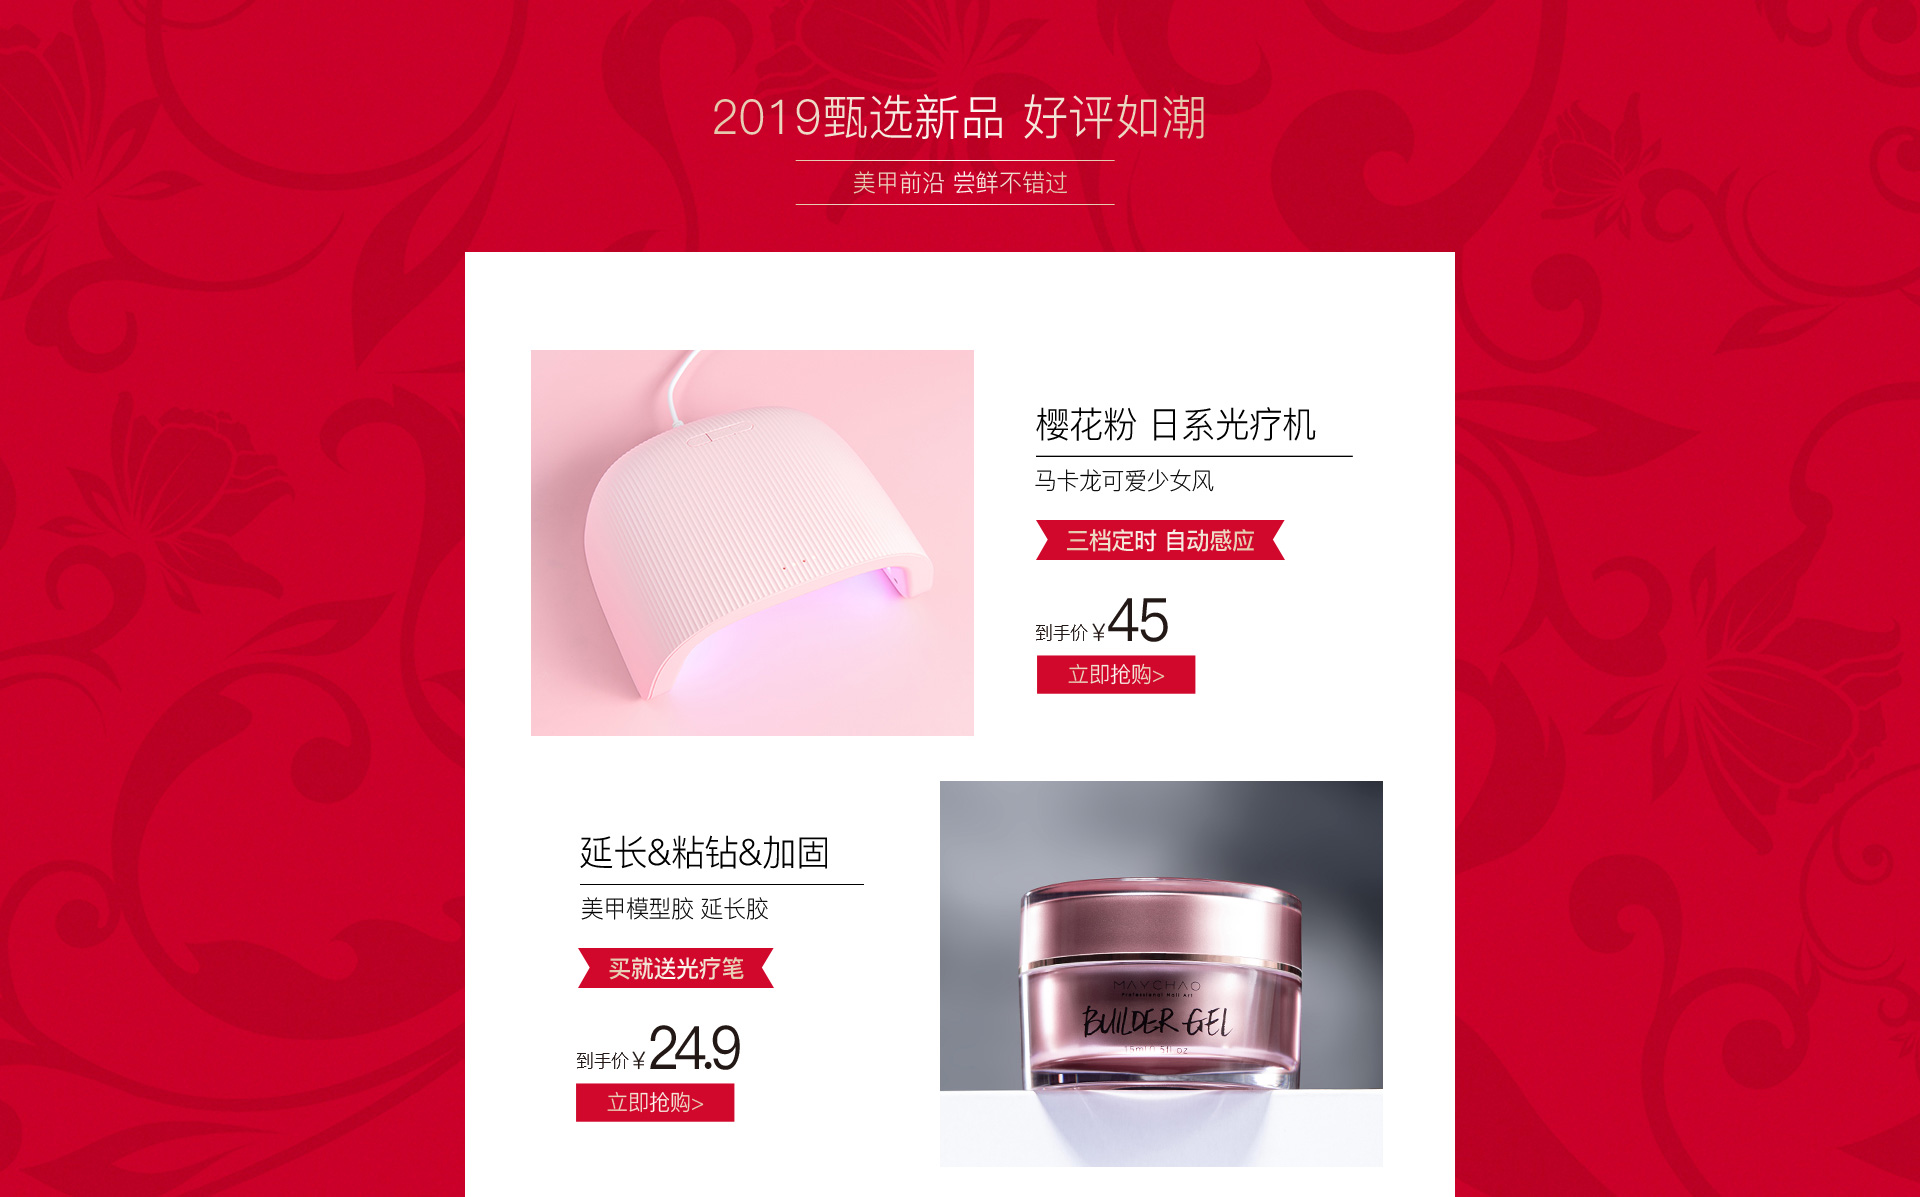 2019甄选新品 好评如潮
美甲前沿 尝鲜不错过
樱花粉 日系光疗机
马卡龙可爱少女风
三档定时 自动感应
到手价¥45
立即抢购>
延长&粘钻&加固
美甲模型胶 延长胶
买就送光疗笔
到手价¥24.9
立即抢购>
MAYCHAO
Professional Nail Art
BUILDER GEL